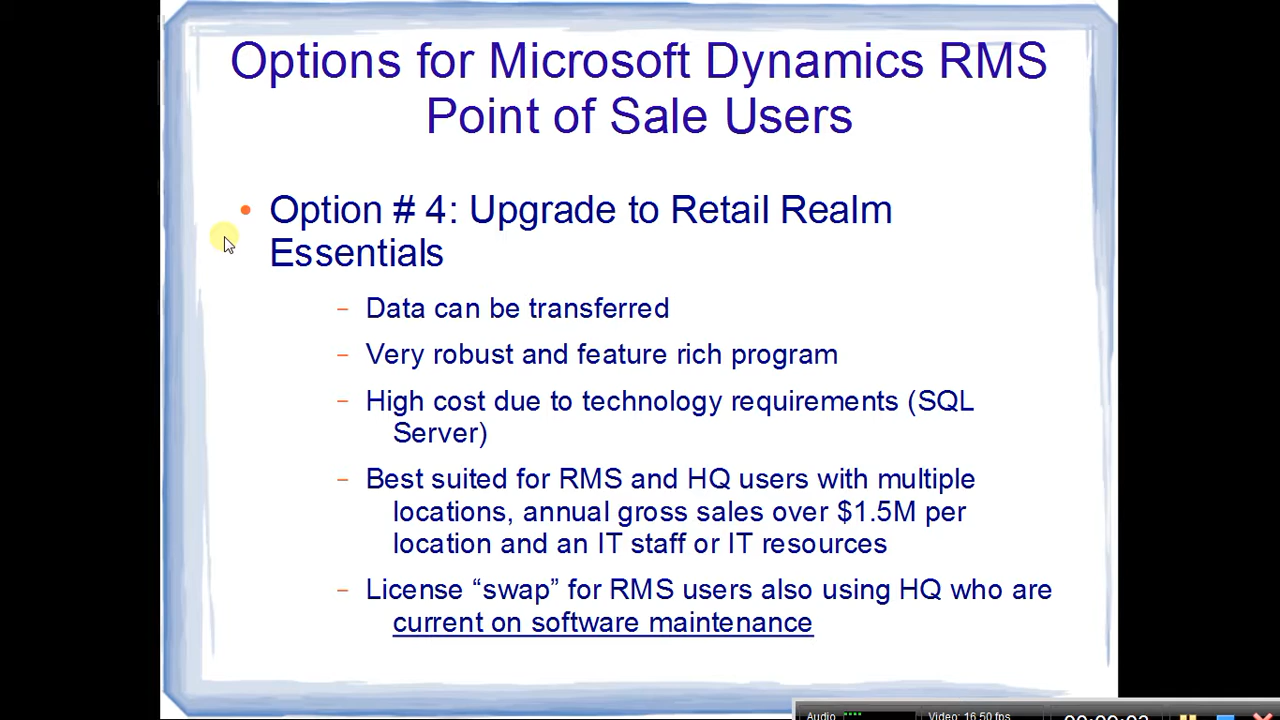 Options for Microsoft Dynamics RMS
Point of Sale Users
• Option # 4: Upgrade to Retail Realm
Essentials
– Data can be transferred
– Very robust and feature rich program
– High cost due to technology requirements (SQL
Server)
– Best suited for RMS and HQ users with multiple
locations, annual gross sales over $1.5M per
location and an IT staff or IT resources
– License “swap” for RMS users also using HQ who are
current on software maintenance
Audio
Video: 16.50 fps